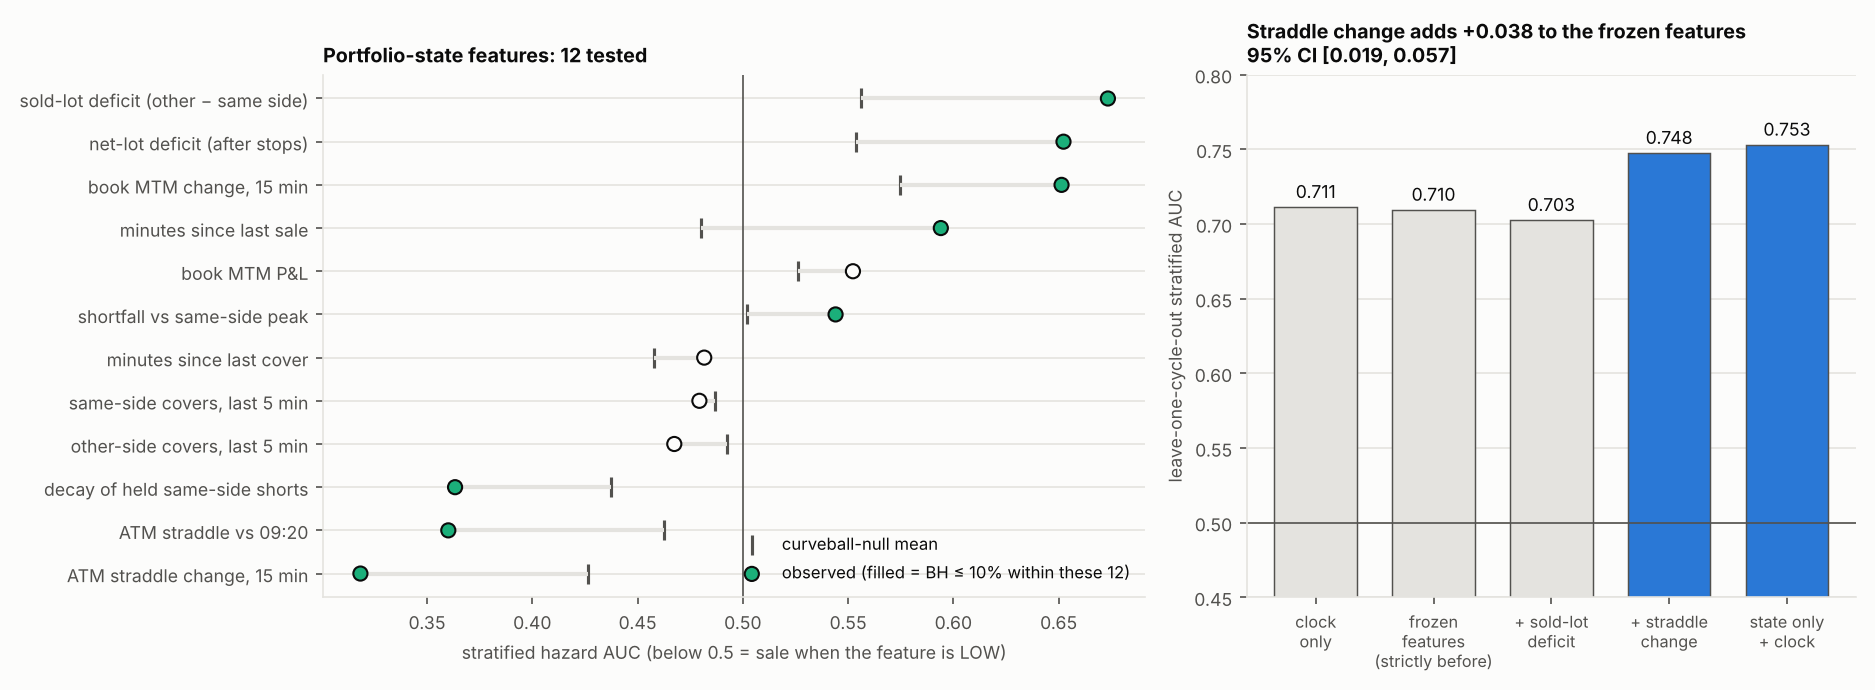 Portfolio-state features: 12 tested
sold-lot deficit (other − same side)
net-lot deficit (after stops)
book MTM change, 15 min
minutes since last sale
book MTM P&L
shortfall vs same-side peak
minutes since last cover
same-side covers, last 5 min
other-side covers, last 5 min
decay of held same-side shorts
ATM straddle vs 09:20
ATM straddle change, 15 min
curveball-null mean
observed (filled = BH ≤ 10% within these 12)
0.35 0.40 0.45 0.50 0.55 0.60 0.65
stratified hazard AUC (below 0.5 = sale when the feature is LOW)
Straddle change adds +0.038 to the frozen features
95% CI [0.019, 0.057]
leave-one-cycle-out stratified AUC
0.80
0.75
0.70
0.65
0.60
0.55
0.50
0.45
0.711
0.710
0.703
0.748
0.753
clock
only
frozen
features
(strictly before)
+ sold-lot
deficit
+ straddle
change
state only
+ clock